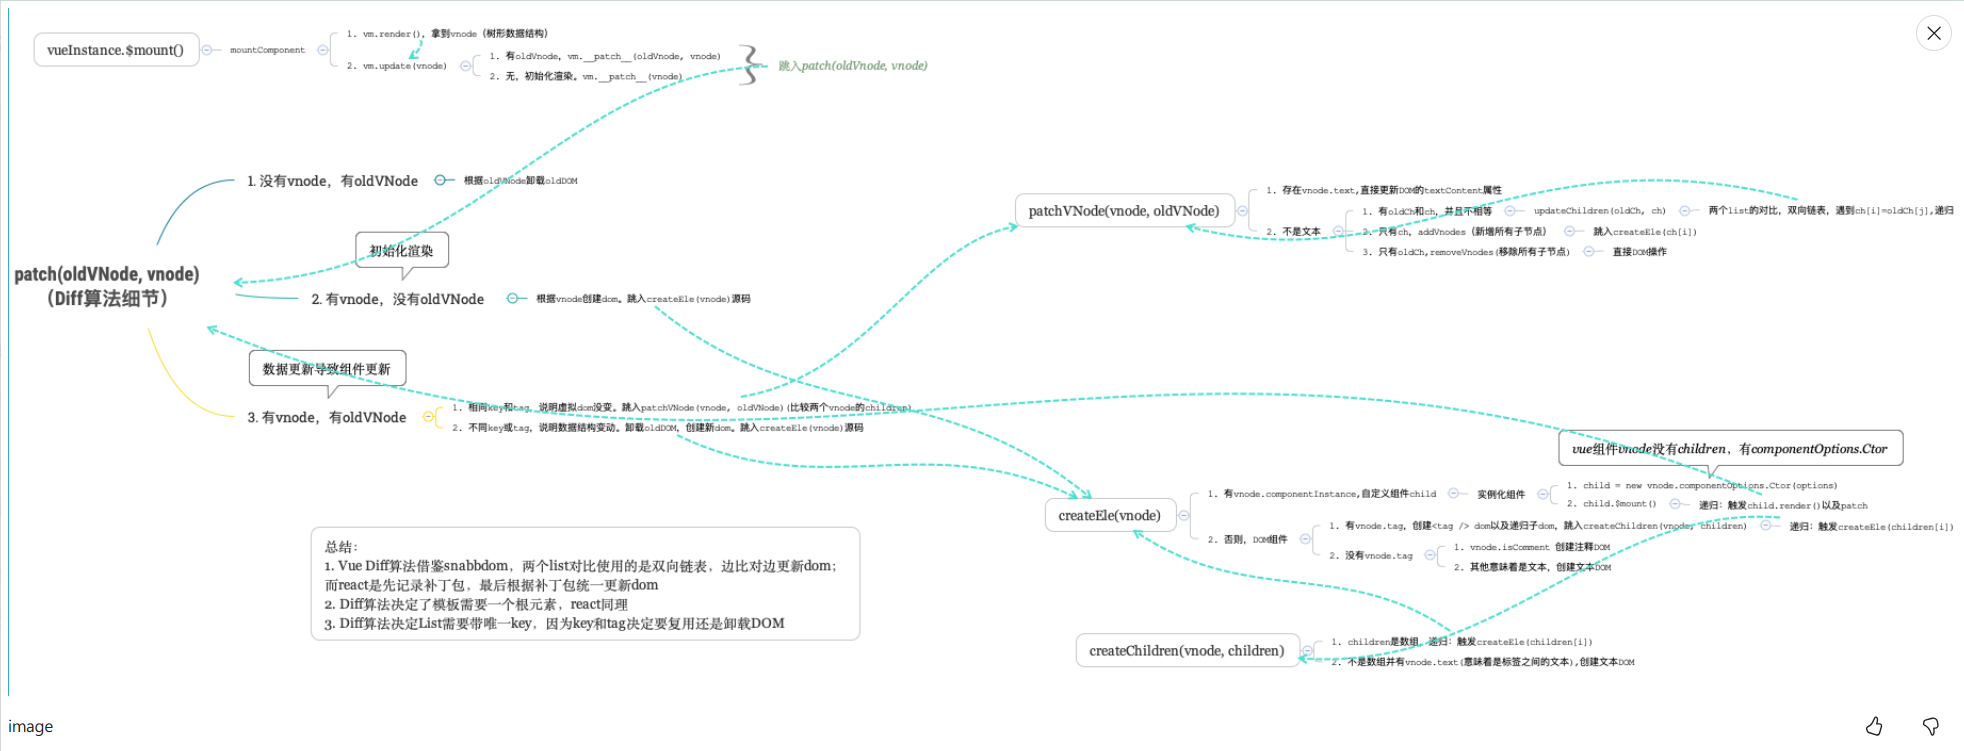 vueInstance.$mount()
mountComponent
1. vm.render(), 拿到vnode (树形数据结构)
2. vm.update(vnode)
1. 有oldVnode, vm.__patch__(oldVnode, vnode)
2. 无, 初始化渲染。vm.__patch__(vnode)
跳入patch(oldVnode, vnode)
patch(oldVNode, vnode)
(Diff算法细节)
1. 没有vnode，有oldVNode
根据oldVNode卸载oldDOM
初始化渲染
2. 有vnode，没有oldVNode
根据vnode创建dom。跳入createEle(vnode)源码
数据更新导致组件更新
3. 有vnode，有oldVNode
1. 相同key和tag, 说明虚拟dom没变。跳入patchVNode(vnode, oldVNode)(比较两个vnode的children)
2. 不同key或tag, 说明数据结构变动。卸载oldDOM, 创建新dom。跳入createEle(vnode)源码
patchVNode(vnode, oldVNode)
1. 存在vnode.text,直接更新DOM的textContent属性
2. 不是文本
1. 有oldCh和ch, 并且不相等
updateChildren(oldCh, ch)
两个list的对比, 双向链表, 遇到ch[i]=oldCh[j],递归
2. 只有ch, addVnodes (新增所有子节点)
跳入createEle(ch[i])
3. 只有oldCh,removeVnodes(移除所有子节点)
直接DOM操作
vue组件vnode没有children，有componentOptions.Ctor
createEle(vnode)
1. 有vnode.componentInstance,自定义组件child
实例化组件
1. child = new vnode.componentOptions.Ctor(options)
2. child.$mount()
递归: 触发child.render()以及patch
2. 否则, DOM组件
1. 有vnode.tag, 创建<tag /> dom以及递归子dom, 跳入createChildren(vnode, children)
递归: 触发createEle(children[i])
2. 没有vnode.tag
1. vnode.isComment 创建注释DOM
2. 其他意味着是文本, 创建文本DOM
createChildren(vnode, children)
1. children是数组, 递归: 触发createEle(children[i])
2. 不是数组并有vnode.text(意味着是标签之间的文本),创建文本DOM
总结：
1. Vue Diff算法借鉴snabbdom，两个list对比使用的是双向链表，边比对边更新dom；
而react是先记录补丁包，最后根据补丁包统一更新dom
2. Diff算法决定了模板需要一个根元素，react同理
3. Diff算法决定List需要带唯一key，因为key和tag决定要复用还是卸载DOM
image